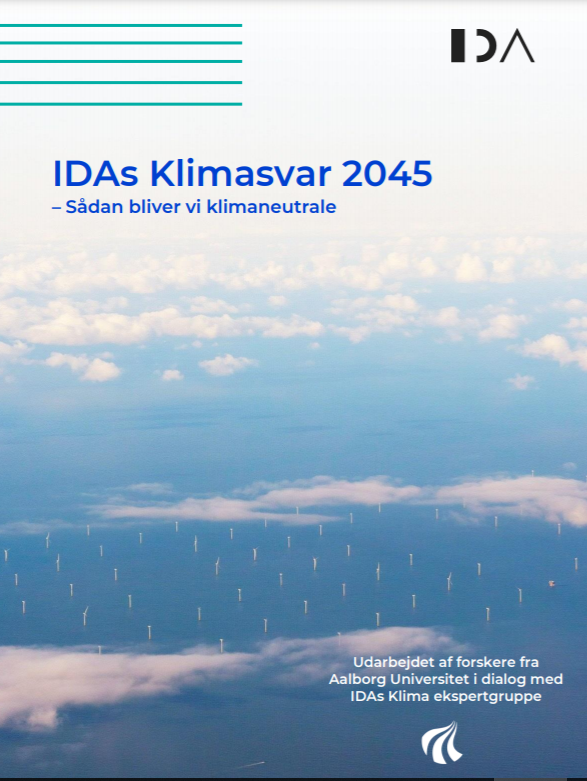 IDA
IDAs Klimasvar 2045
– Sådan bliver vi klimaneutrale
Udarbejdet af forskere fra
Aalborg Universitet i dialog med
IDAs Klima ekspertgruppe